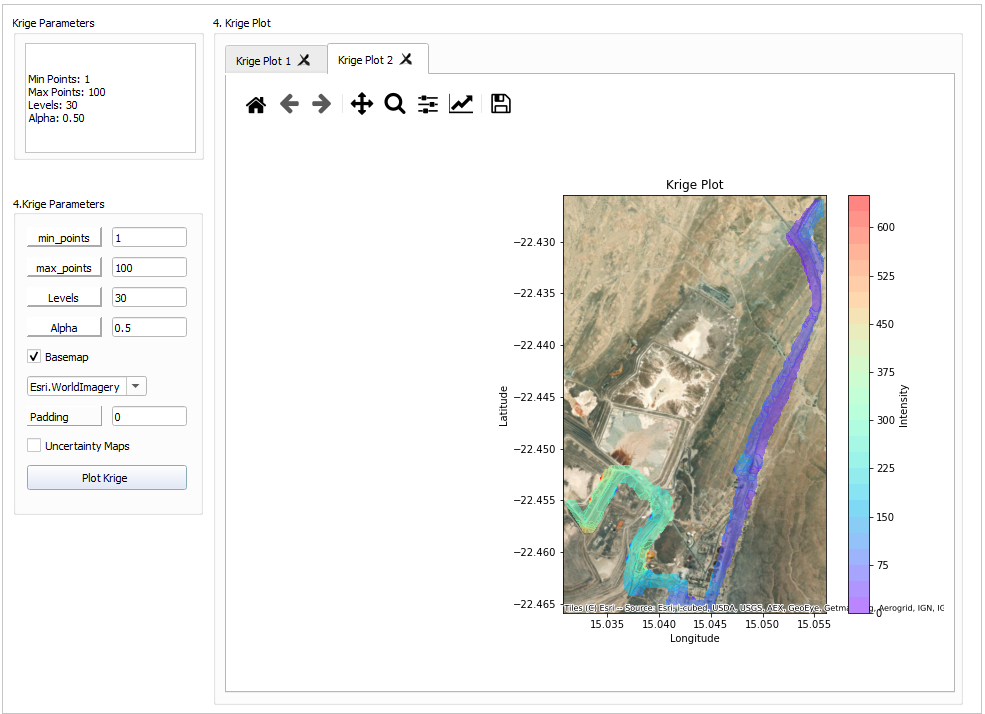 Krige Parameters
Min Points: 1
Max Points: 100
Levels: 30
Alpha: 0.50
4.Krige Parameters
min_points 1
max_points 100
Levels 30
Alpha 0.5
Basemap
Esri.WorldImagery
Padding 0
Uncertainty Maps
Plot Krige
4. Krige Plot
Krige Plot 1
Krige Plot 2
Krige Plot
−22.430
−22.435
−22.440
−22.445
−22.450
−22.455
−22.460
−22.465
Latitude
15.035 15.040 15.045 15.050 15.055
Longitude
600
525
450
375
300
225
150
75
0
Intensity
Tiles (C) Esri -- Source: Esri, i-cubed, USDA, USGS, AEX, GeoEye, Aerogrid, IGN,